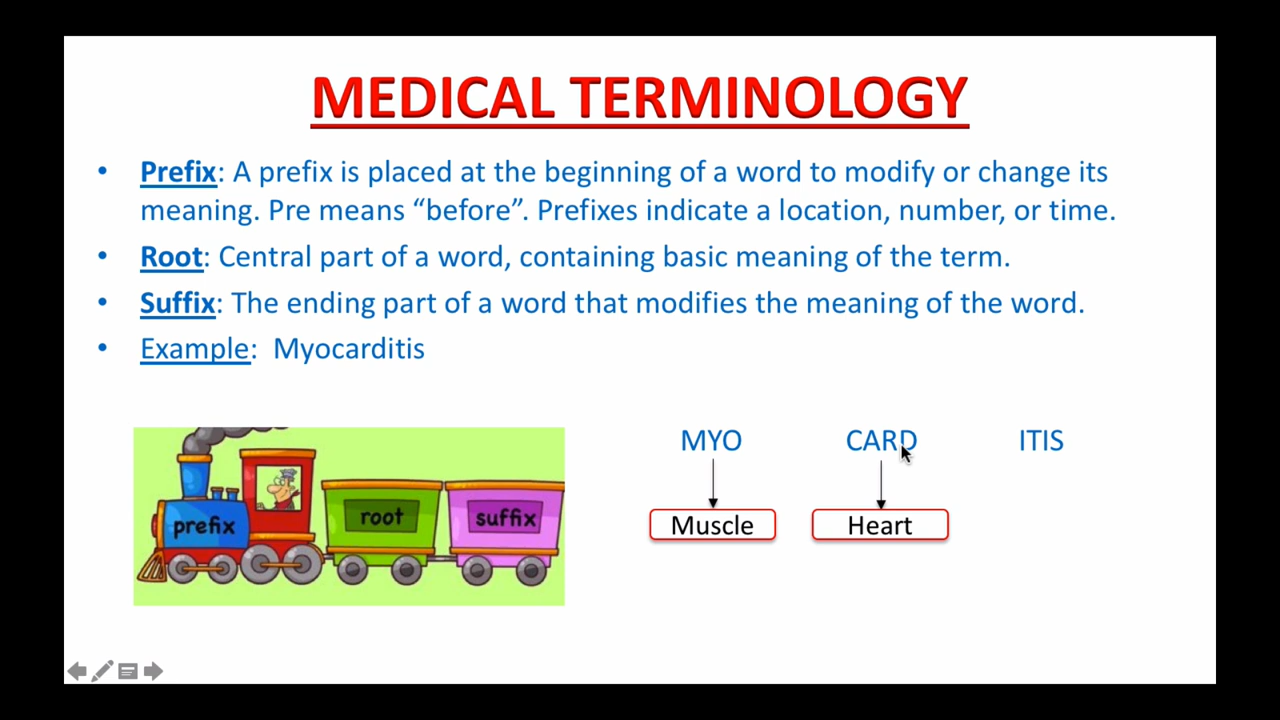 MEDICAL TERMINOLOGY
• Prefix: A prefix is placed at the beginning of a word to modify or change its
meaning. Pre means “before”. Prefixes indicate a location, number, or time.
• Root: Central part of a word, containing basic meaning of the term.
• Suffix: The ending part of a word that modifies the meaning of the word.
• Example: Myocarditis
prefix root suffix
MYO CARD ITIS
Muscle Heart